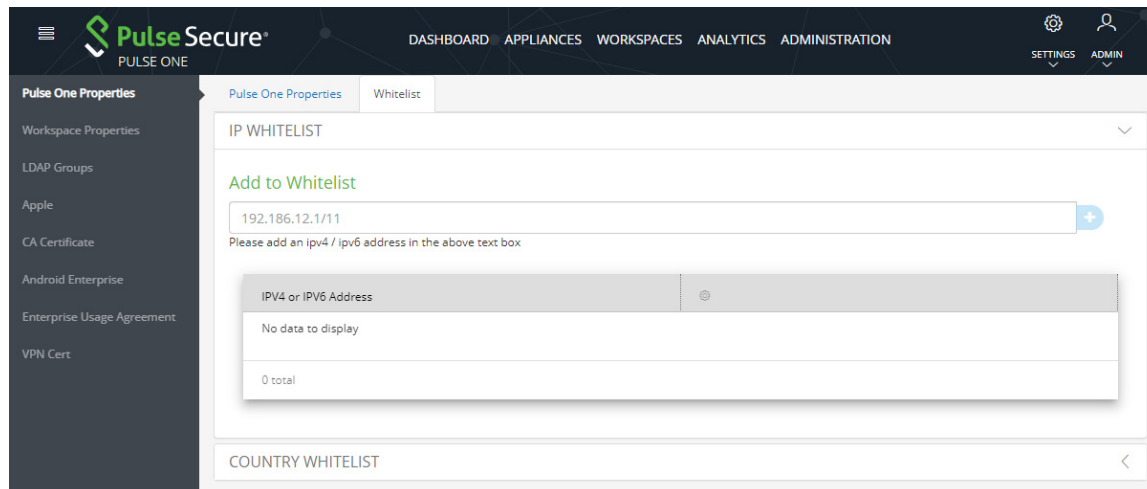 Pulse Secure®
PULSE ONE
DASHBOARD APPLIANCES WORKSPACES ANALYTICS ADMINISTRATION
SETTINGS ADMIN
Pulse One Properties
Workspace Properties
LDAP Groups
Apple
CA Certificate
Android Enterprise
Enterprise Usage Agreement
VPN Cert
Pulse One Properties Whitelist
IP WHITELIST
Add to Whitelist
192.186.12.1/11
Please add an ipv4 / ipv6 address in the above text box
IPV4 or IPV6 Address
No data to display
0 total
COUNTRY WHITELIST